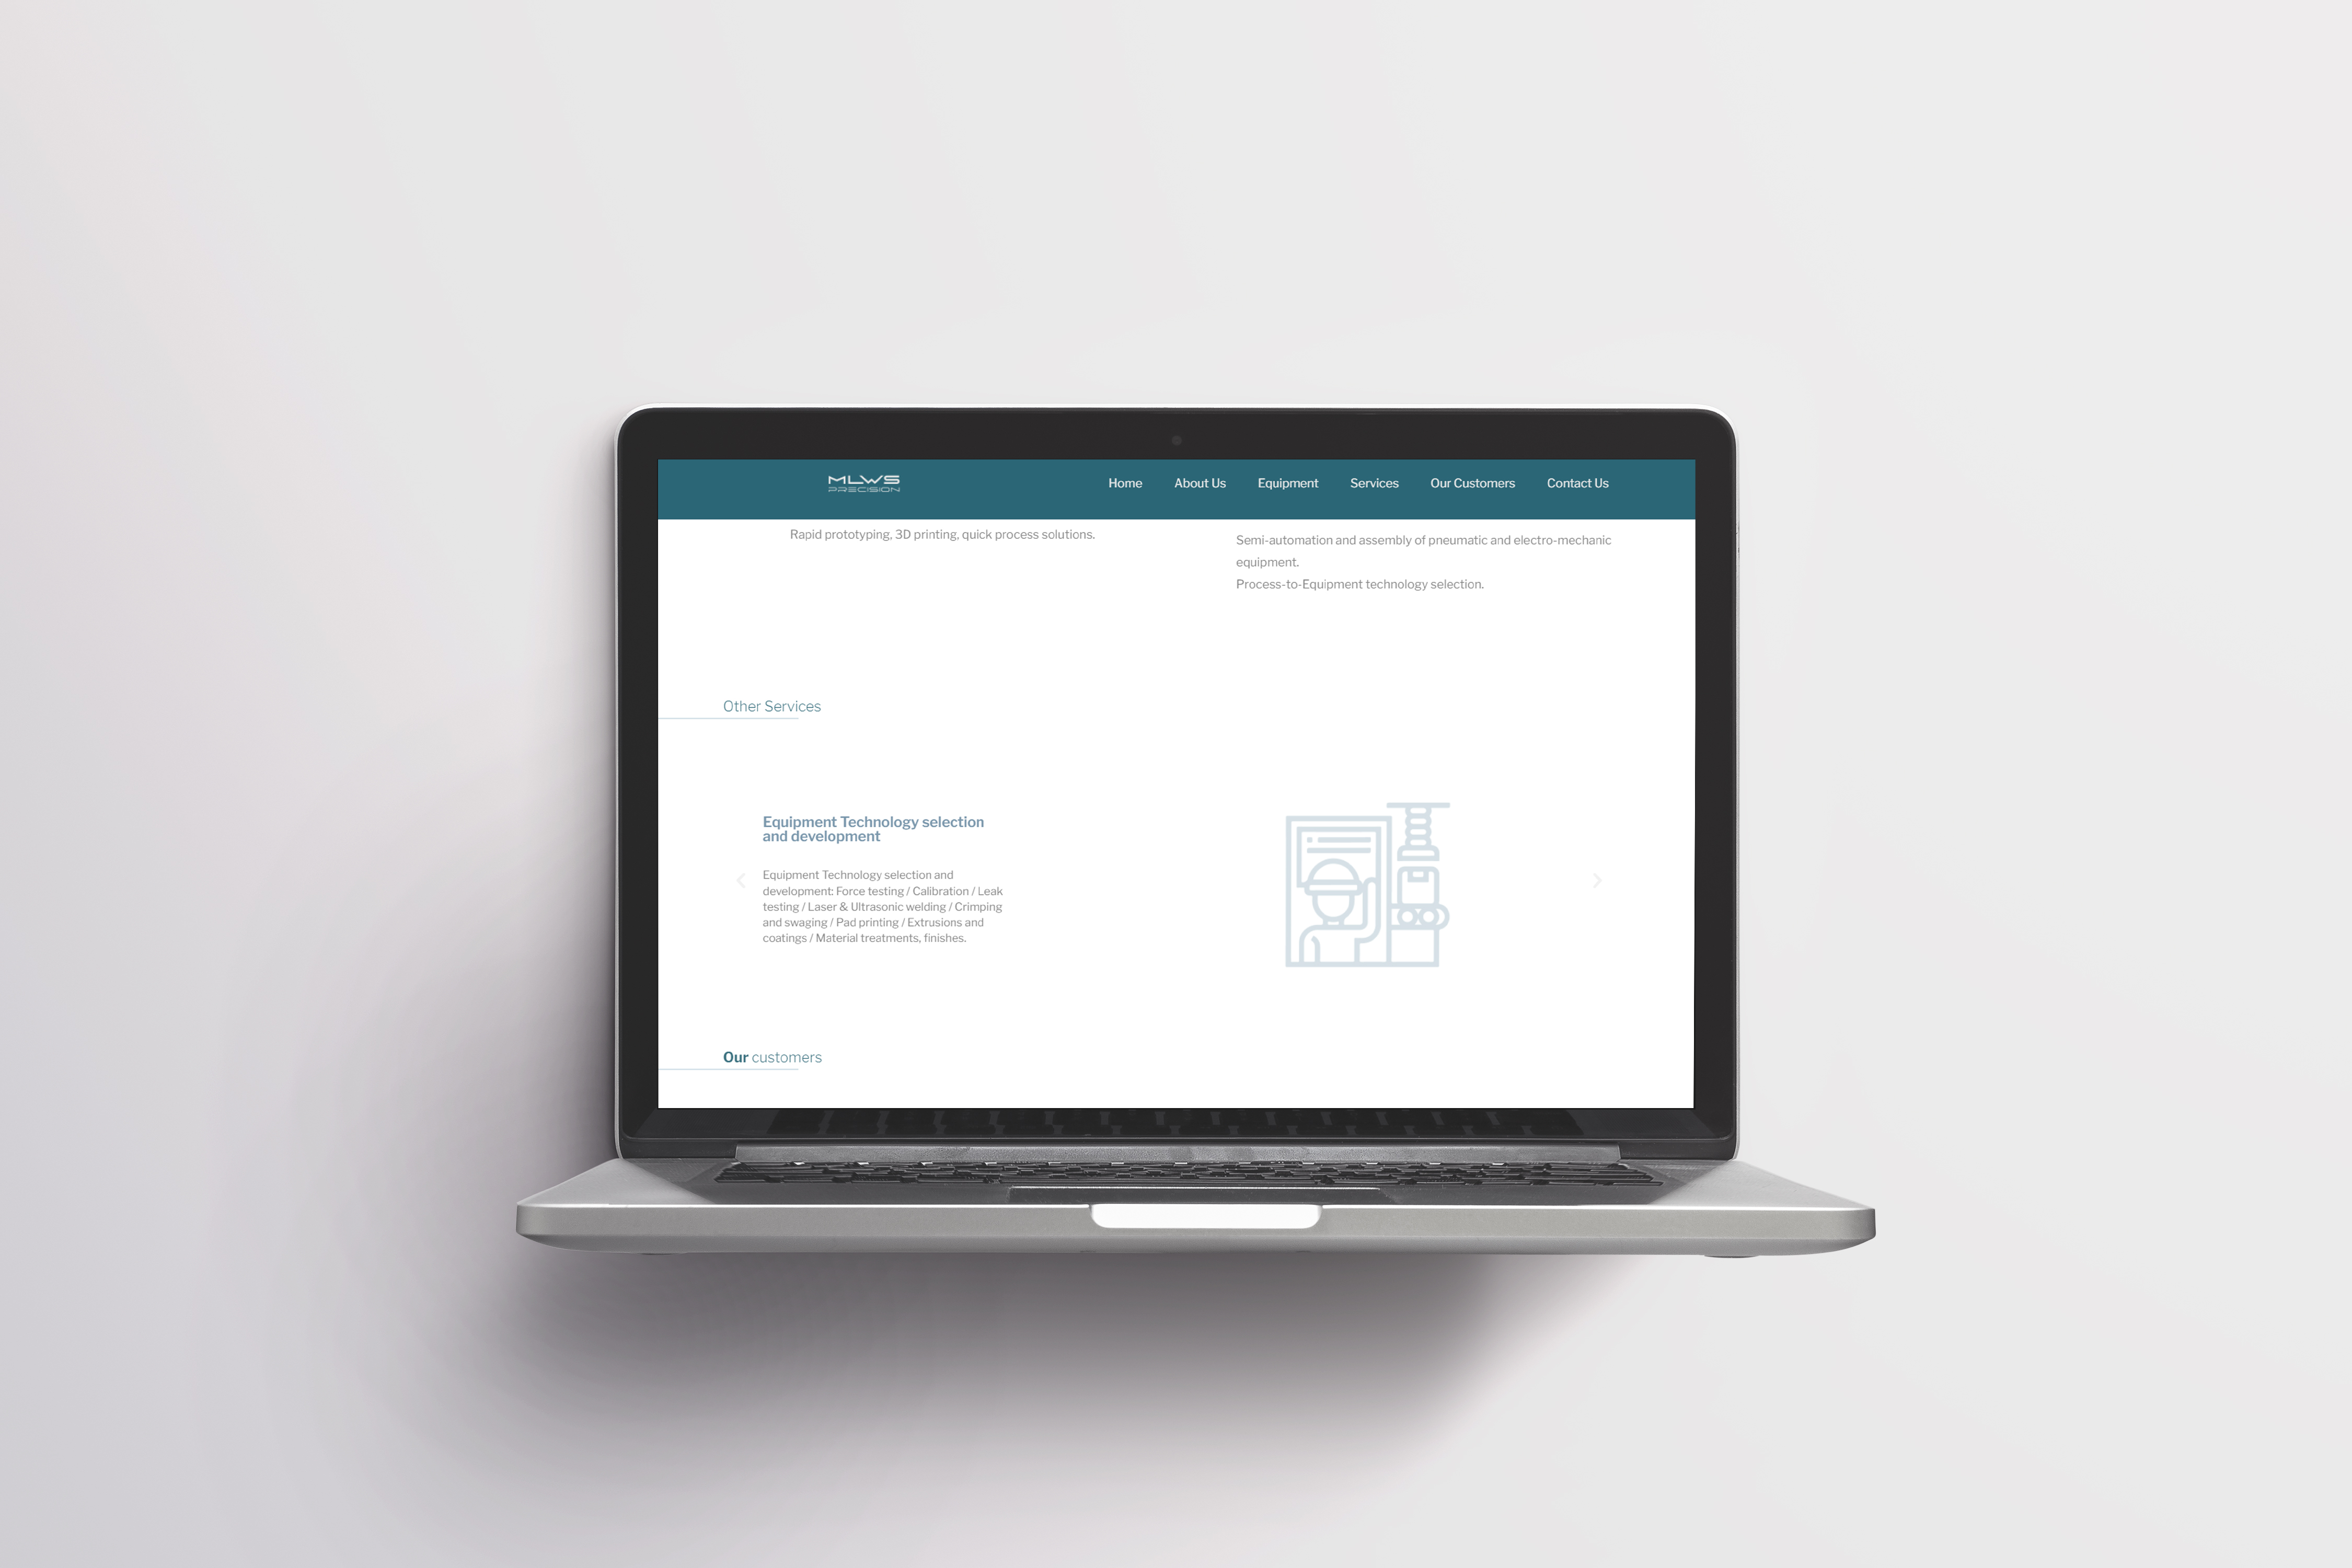 MLWS
PRECISION
Home
About Us
Equipment
Services
Our Customers
Contact Us
Rapid prototyping, 3D printing, quick process solutions.
Semi-automation and assembly of pneumatic and electro-mechanic
equipment.
Process-to-Equipment technology selection.
Other Services
Equipment Technology selection
and development
Equipment Technology selection and
development: Force testing / Calibration / Leak
testing / Laser & Ultrasonic welding / Crimping
and swaging / Pad printing / Extrusions and
coatings / Material treatments, finishes.
Our customers